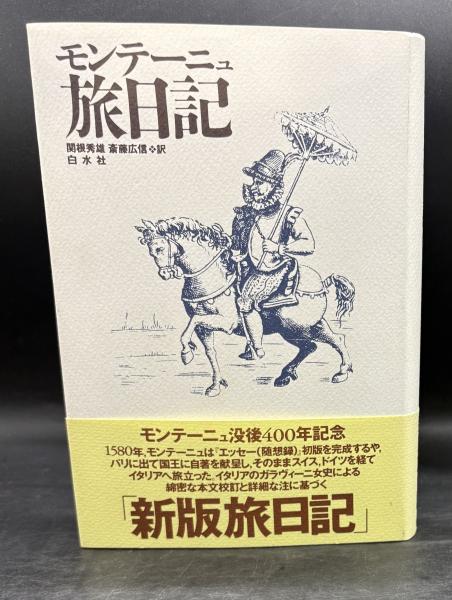 モンテーニュ
旅日記
関根秀雄 斎藤広信❖訳
白水社
モンテーニュ没後400年記念
1580年、モンテーニュは『エッセー(随想録)』初版を完成するや、
パリに出て国王に自著を献呈し、そのままスイス、ドイツを経て
イタリアへ旅立った。イタリアのガラヴィーニ女史による
綿密な本文校訂と詳細な注に基づく
「新版旅日記」